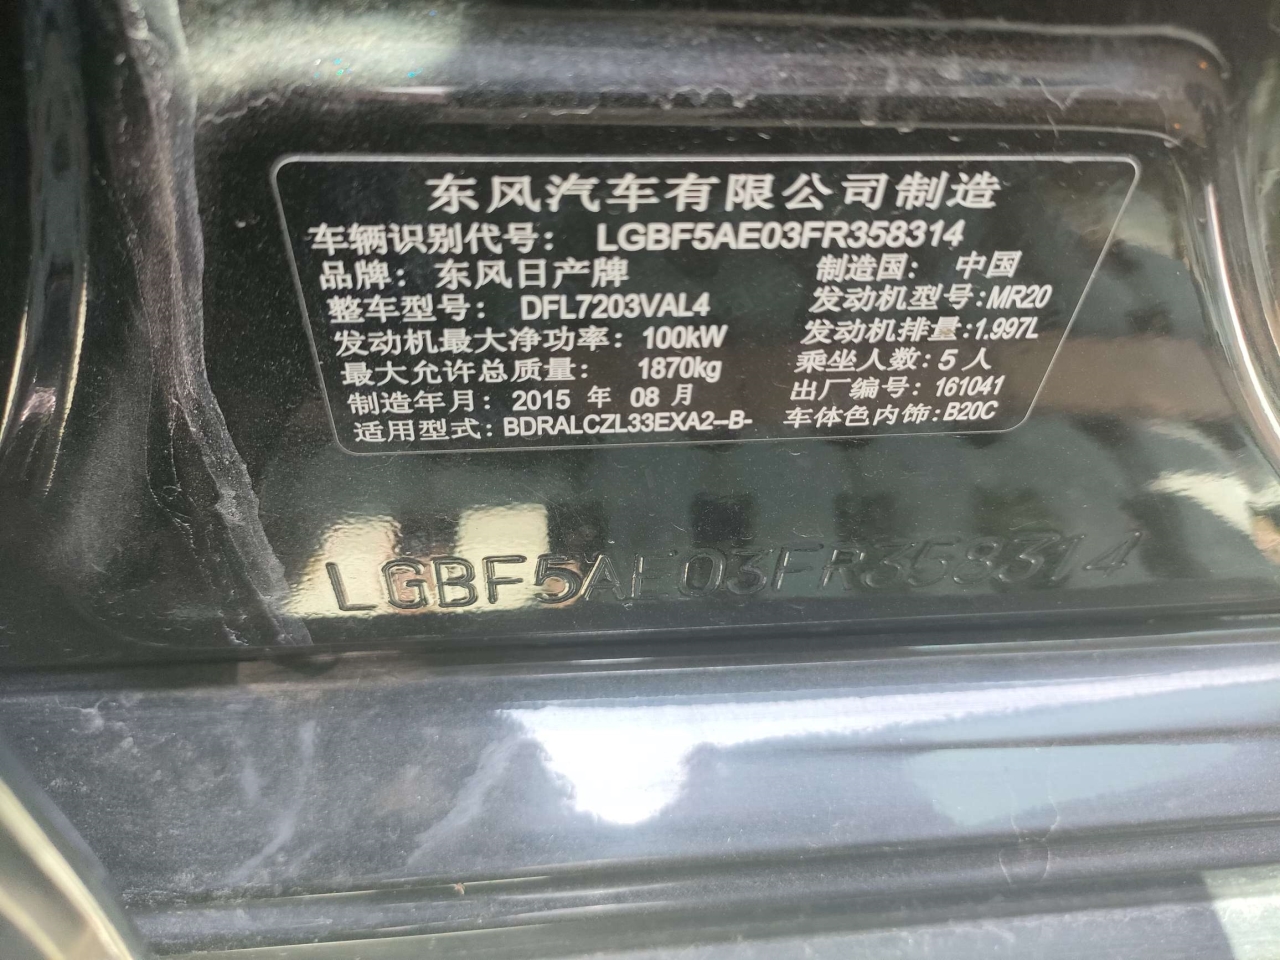 东风汽车有限公司制造
车辆识别代号: LGBF5AE03FR358314
品牌: 东风日产牌 制造国: 中国
整车型号: DFL7203VAL4 发动机型号: MR20
发动机最大净功率: 100kW 发动机排量: 1.997L
最大允许总质量: 1870kg 乘坐人数: 5 人
制造年月: 2015 年 08 月 出厂编号: 161041
适用型式: BDRALCZL33EXA2--B- 车体色内饰: B20C
LGBF5AE03FR358314